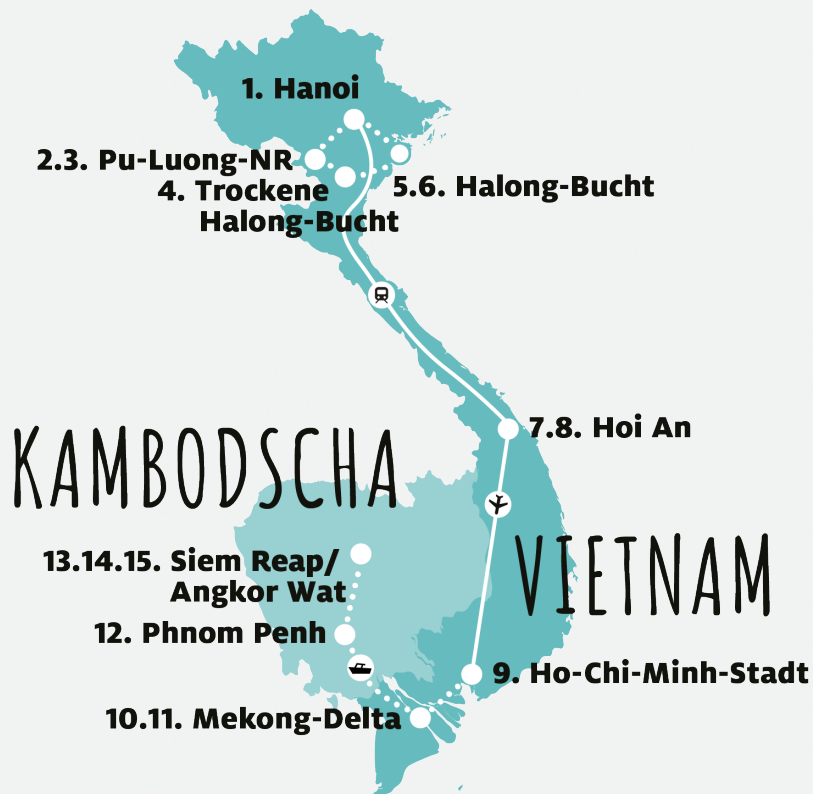 1. Hanoi
2.3. Pu-Luong-NR
4. Trockene
Halong-Bucht
5.6. Halong-Bucht
7.8. Hoi An
KAMBODSCHA
VIETNAM
13.14.15. Siem Reap/
Angkor Wat
12. Phnom Penh
9. Ho-Chi-Minh-Stadt
10.11. Mekong-Delta